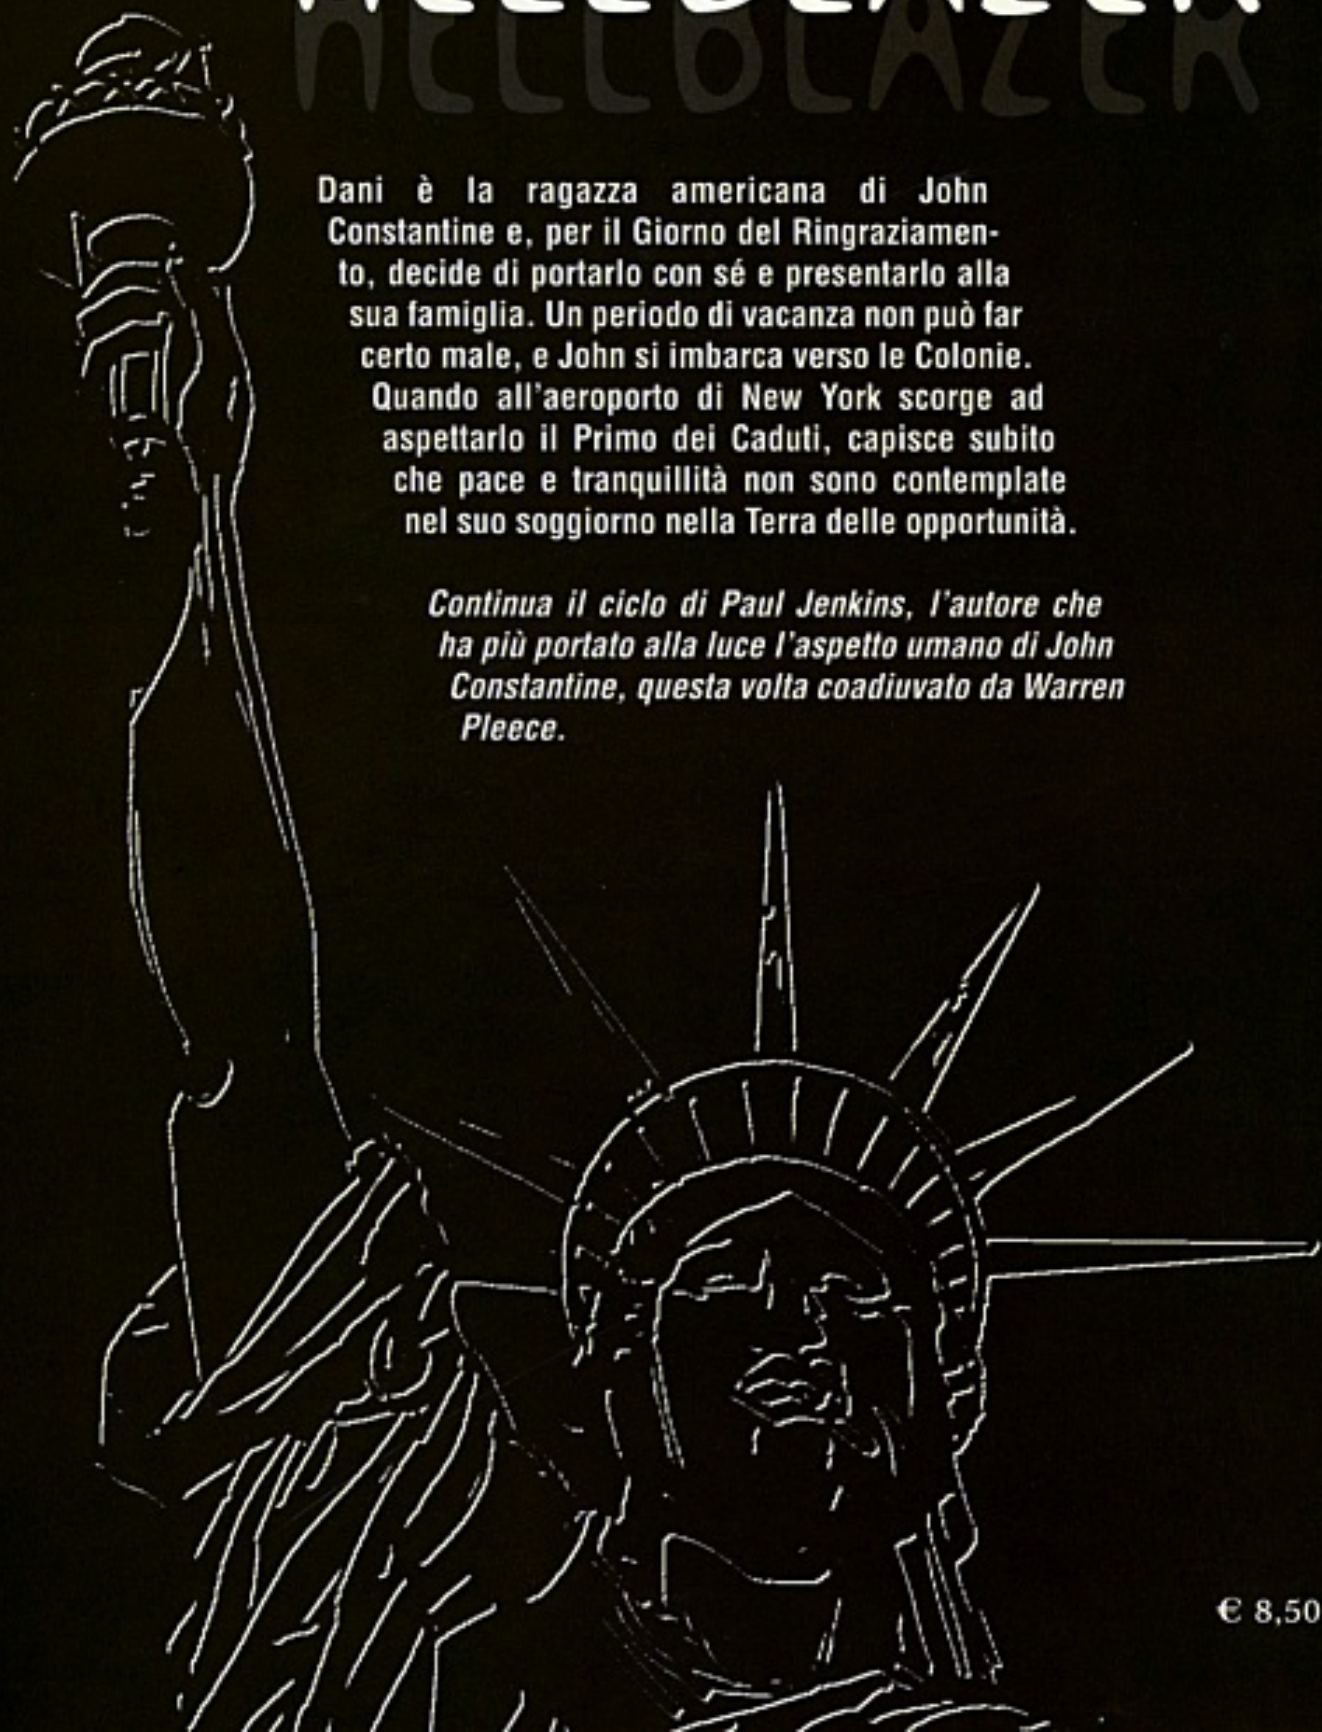 HELLBLAZER
HELLBLAZER
Dani è la ragazza americana di John
Constantine e, per il Giorno del Ringraziamen-
to, decide di portarlo con sé e presentarlo alla
sua famiglia. Un periodo di vacanza non può far
certo male, e John si imbarca verso le Colonie.
Quando all'aeroporto di New York scorge ad
aspettarlo il Primo dei Caduti, capisce subito
che pace e tranquillità non sono contemplate
nel suo soggiorno nella Terra delle opportunità.
Continua il ciclo di Paul Jenkins, l'autore che
ha più portato alla luce l'aspetto umano di John
Constantine, questa volta coadiuvato da Warren
Pleece.
€ 8,50